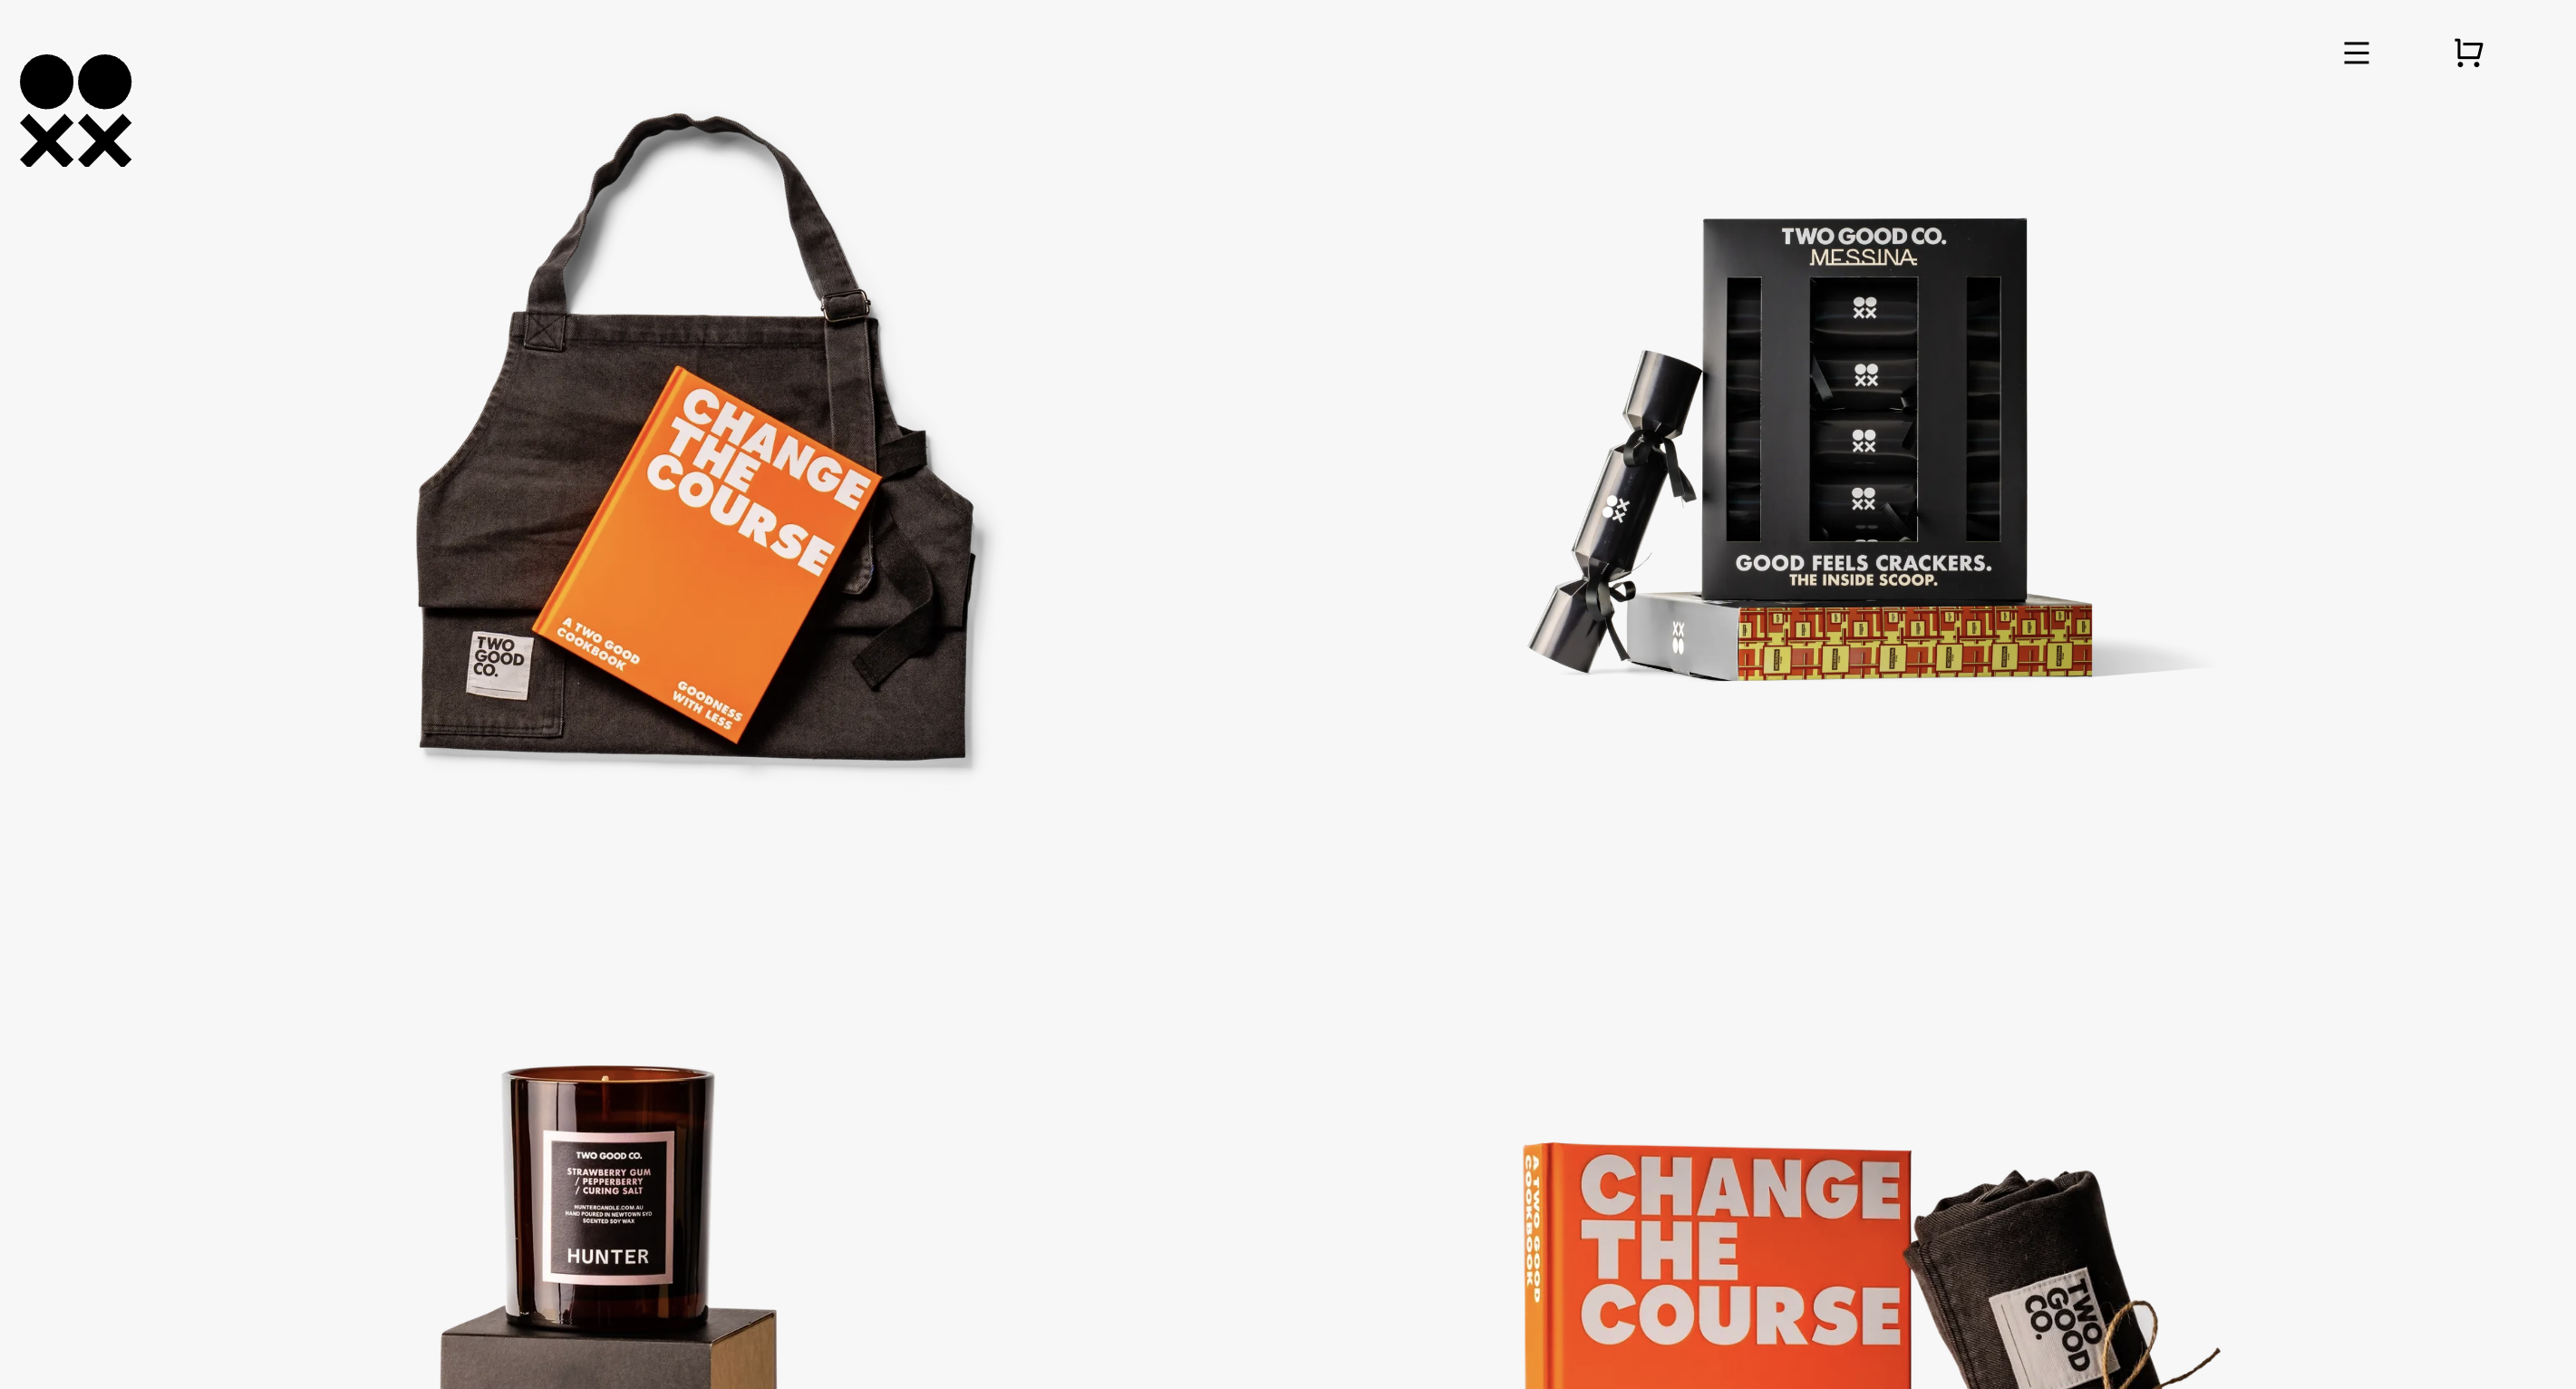 CHANGE
THE
COURSE
A TWO GOOD
COOKBOOK
GOODNESS
WITH LESS
TWO
GOOD
CO.
TWO GOOD CO.
MESSINA
GOOD FEELS CRACKERS.
THE INSIDE SCOOP.
TWO GOOD CO.
STRAWBERRY GUM
/ PEPPERBERRY
/ CURING SALT
HUNTERCANDLE.COM.AU
HAND POURED IN NEWTOWN SYD
SCENTED SOY WAX
HUNTER
A TWO GOOD
COOKBOOK
CHANGE
THE
COURSE
TWO
GOOD
CO.